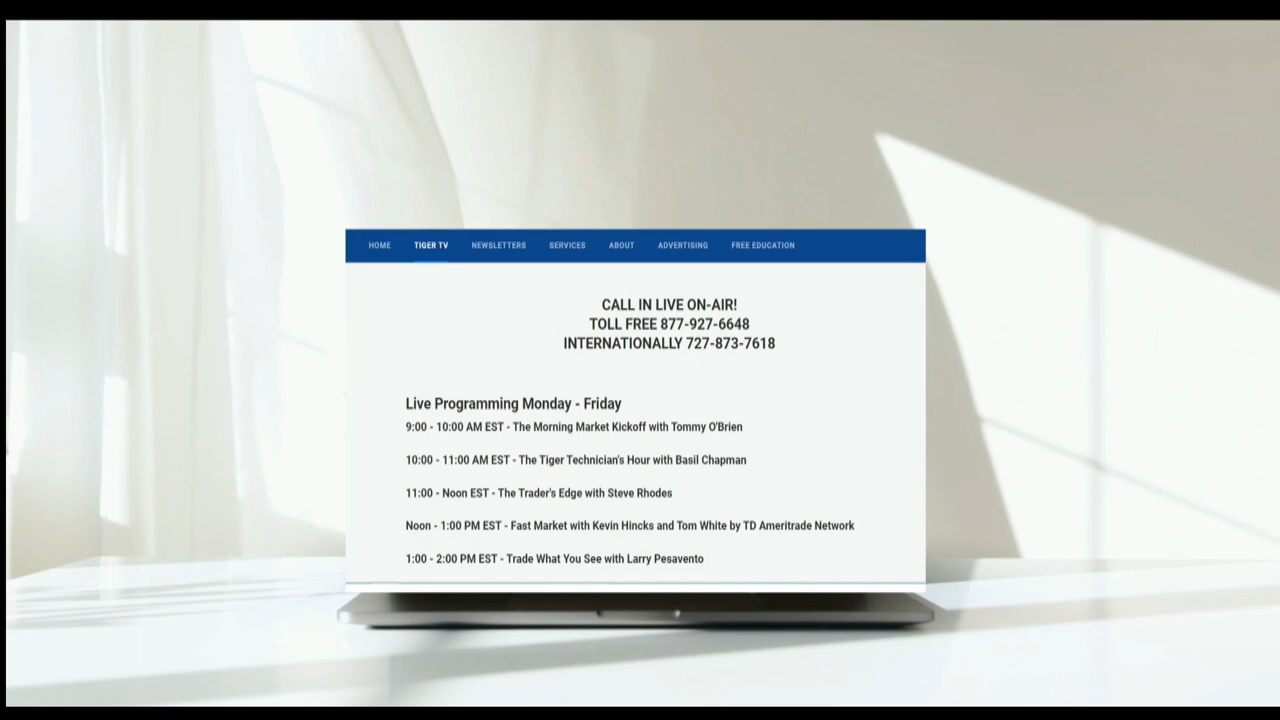 HOME TIGER TV NEWSLETTERS SERVICES ABOUT ADVERTISING FREE EDUCATION
CALL IN LIVE ON-AIR!
TOLL FREE 877-927-6648
INTERNATIONALLY 727-873-7618
Live Programming Monday - Friday
9:00 - 10:00 AM EST - The Morning Market Kickoff with Tommy O'Brien
10:00 - 11:00 AM EST - The Tiger Technician's Hour with Basil Chapman
11:00 - Noon EST - The Trader's Edge with Steve Rhodes
Noon - 1:00 PM EST - Fast Market with Kevin Hincks and Tom White by TD Ameritrade Network
1:00 - 2:00 PM EST - Trade What You See with Larry Pesavento